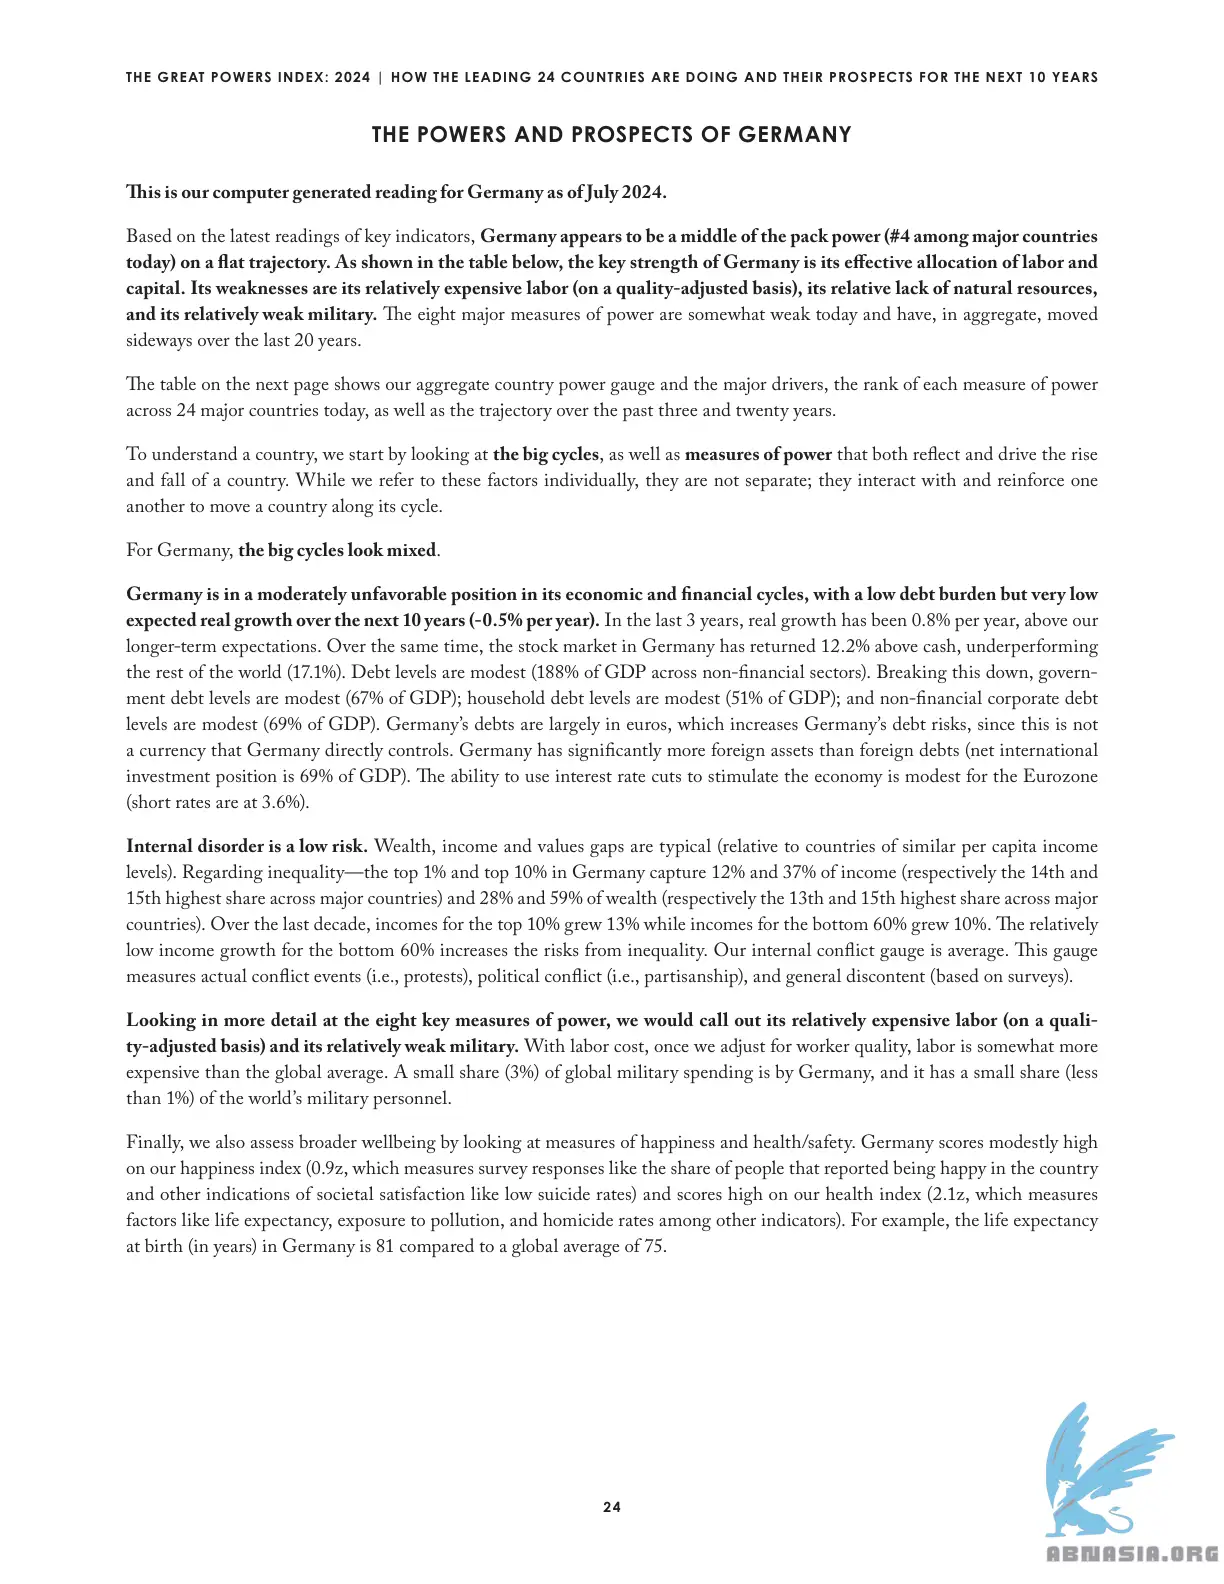 THE GREAT POWERS INDEX: 2024 | HOW THE LEADING 24 COUNTRIES ARE DOING AND THEIR PROSPECTS FOR THE NEXT 10 YEARS
THE POWERS AND PROSPECTS OF GERMANY
This is our computer generated reading for Germany as of July 2024.
Based on the latest readings of key indicators, Germany appears to be a middle of the pack power (#4 among major countries
today) on a flat trajectory. As shown in the table below, the key strength of Germany is its effective allocation of labor and
capital. Its weaknesses are its relatively expensive labor (on a quality-adjusted basis), its relative lack of natural resources,
and its relatively weak military. The eight major measures of power are somewhat weak today and have, in aggregate, moved
sideways over the last 20 years.
The table on the next page shows our aggregate country power gauge and the major drivers, the rank of each measure of power
across 24 major countries today, as well as the trajectory over the past three and twenty years.
To understand a country, we start by looking at the big cycles, as well as measures of power that both reflect and drive the rise
and fall of a country. While we refer to these factors individually, they are not separate; they interact with and reinforce one
another to move a country along its cycle.
For Germany, the big cycles look mixed.
Germany is in a moderately unfavorable position in its economic and financial cycles, with a low debt burden but very low
expected real growth over the next 10 years (-0.5% per year). In the last 3 years, real growth has been 0.8% per year, above our
longer-term expectations. Over the same time, the stock market in Germany has returned 12.2% above cash, underperforming
the rest of the world (17.1%). Debt levels are modest (188% of GDP across non-financial sectors). Breaking this down, govern-
ment debt levels are modest (67% of GDP); household debt levels are modest (51% of GDP); and non-financial corporate debt
levels are modest (69% of GDP). Germany’s debts are largely in euros, which increases Germany’s debt risks, since this is not
a currency that Germany directly controls. Germany has significantly more foreign assets than foreign debts (net international
investment position is 69% of GDP). The ability to use interest rate cuts to stimulate the economy is modest for the Eurozone
(short rates are at 3.6%).
Internal disorder is a low risk. Wealth, income and values gaps are typical (relative to countries of similar per capita income
levels). Regarding inequality—the top 1% and top 10% in Germany capture 12% and 37% of income (respectively the 14th and
15th highest share across major countries) and 28% and 59% of wealth (respectively the 13th and 15th highest share across major
countries). Over the last decade, incomes for the top 10% grew 13% while incomes for the bottom 60% grew 10%. The relatively
low income growth for the bottom 60% increases the risks from inequality. Our internal conflict gauge is average. This gauge
measures actual conflict events (i.e., protests), political conflict (i.e., partisanship), and general discontent (based on surveys).
Looking in more detail at the eight key measures of power, we would call out its relatively expensive labor (on a quali-
ty-adjusted basis) and its relatively weak military. With labor cost, once we adjust for worker quality, labor is somewhat more
expensive than the global average. A small share (3%) of global military spending is by Germany, and it has a small share (less
than 1%) of the world’s military personnel.
Finally, we also assess broader wellbeing by looking at measures of happiness and health/safety. Germany scores modestly high
on our happiness index (0.9z, which measures survey responses like the share of people that reported being happy in the country
and other indications of societal satisfaction like low suicide rates) and scores high on our health index (2.1z, which measures
factors like life expectancy, exposure to pollution, and homicide rates among other indicators). For example, the life expectancy
at birth (in years) in Germany is 81 compared to a global average of 75.
24
ABNASIA.ORG